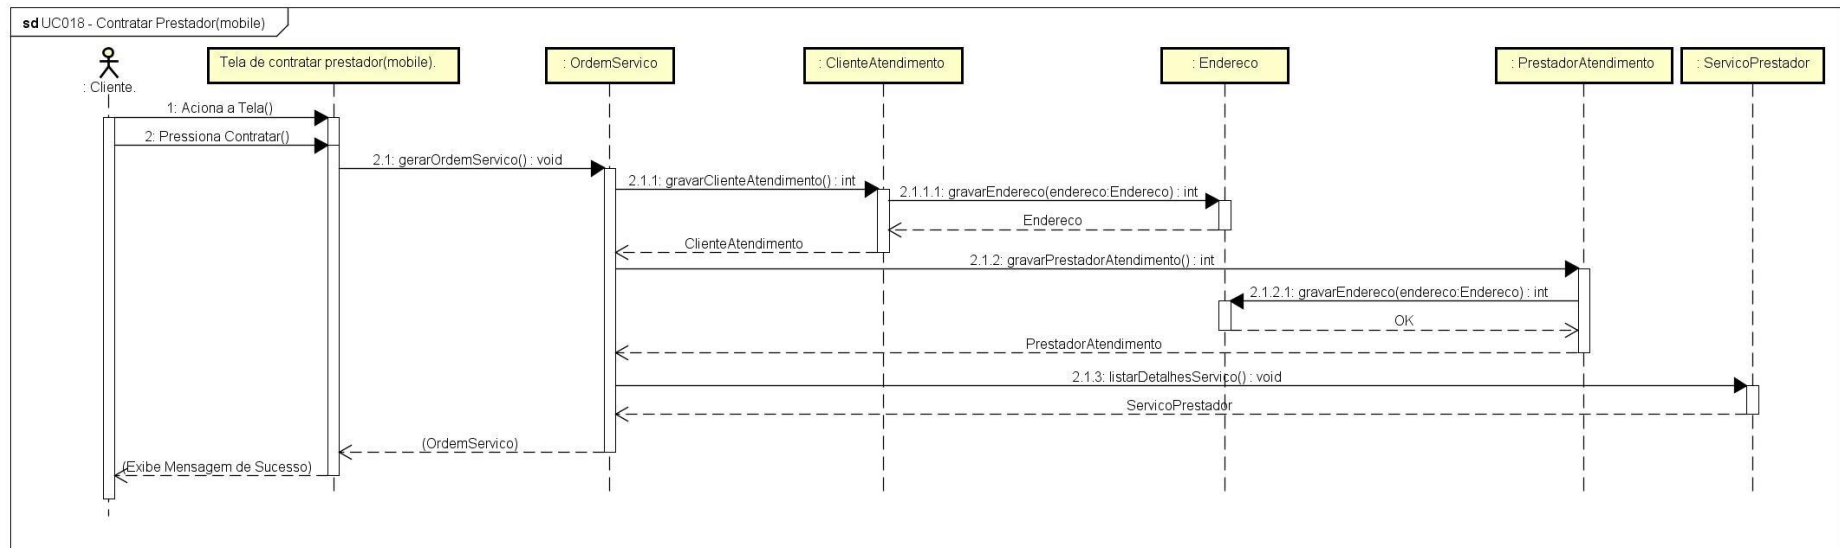 sd UC018 - Contratar Prestador(mobile)
: Cliente.
Tela de contratar prestador(mobile).
: OrdemServico
: ClienteAtendimento
: Endereco
: PrestadorAtendimento
: ServicoPrestador
1: Aciona a Tela()
2: Pressiona Contratar()
2.1: gerarOrdemServico() : void
2.1.1: gravarClienteAtendimento() : int
2.1.1.1: gravarEndereco(endereco:Endereco) : int
Endereco
ClienteAtendimento
2.1.2: gravarPrestadorAtendimento() : int
2.1.2.1: gravarEndereco(endereco:Endereco) : int
OK
PrestadorAtendimento
2.1.3: listarDetalhesServico() : void
ServicoPrestador
(OrdemServico)
(Exibe Mensagem de Sucesso)